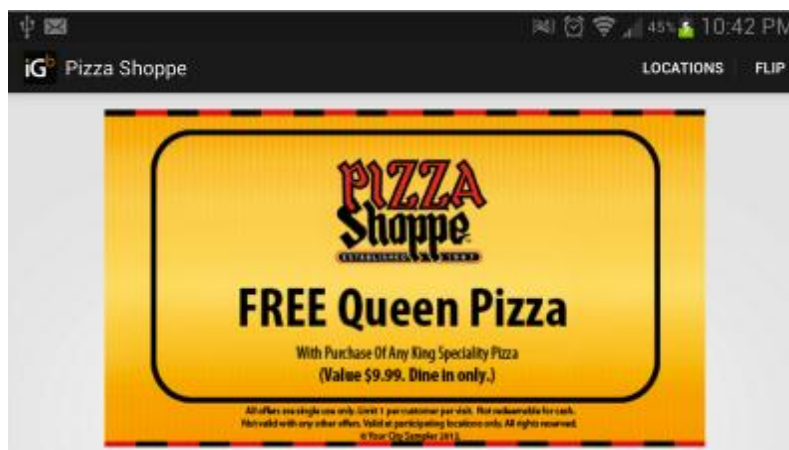 45% 10:42 PM
iG b Pizza Shoppe LOCATIONS FLIP
PIZZA
Shoppe
ESTABLISHED 1967
FREE Queen Pizza
With Purchase Of Any King Speciality Pizza
(Value $9.99. Dine in only.)
All offers are single use only. Limit 1 per customer per visit. Not redeemable for cash.
Not valid with any other offers. Valid at participating locations only. All rights reserved.
© Your City Sampler 2012.